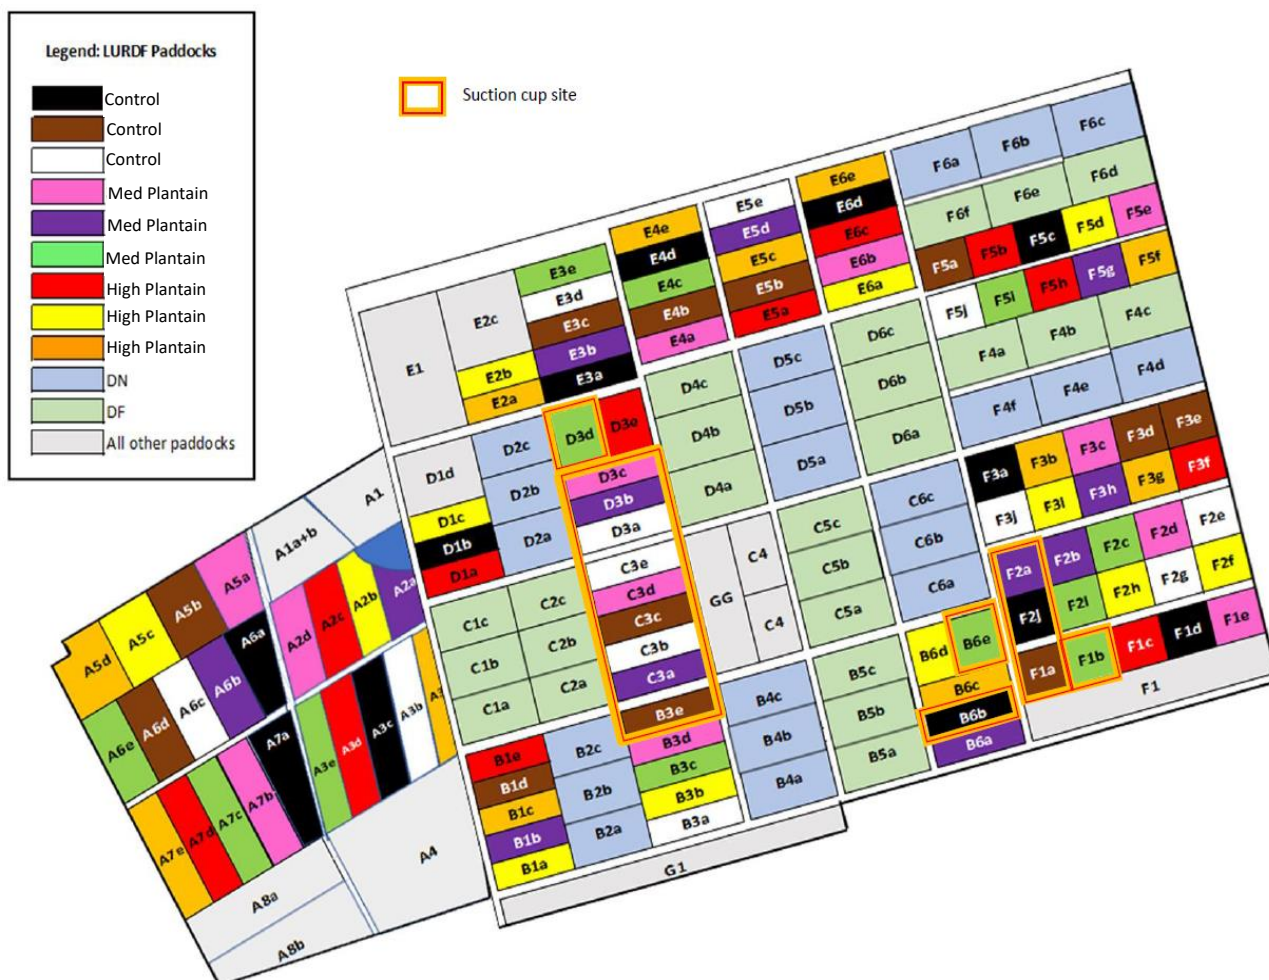 Legend: LURDF Paddocks
Control
Control
Control
Med Plantain
Med Plantain
Med Plantain
High Plantain
High Plantain
High Plantain
DN
DF
All other paddocks
Suction cup site
E1
E2c
E2b
E2a
E3e
E3d
E3c
E3b
E3a
E4e
E4d
E4c
E4b
E4a
E5e
E5d
E5c
E5b
E5a
E6e
E6d
E6c
E6b
E6a
F6a
F6b
F6c
F6f
F6e
F6d
F5a
F5b
F5c
F5d
F5e
F5j
F5i
F5h
F5g
F5f
F4a
F4b
F4c
F4f
F4e
F4d
F3a
F3b
F3c
F3d
F3e
F3j
F3i
F3h
F3g
F3f
F2a
F2b
F2c
F2d
F2e
F2j
F2i
F2h
F2g
F2f
F1a
F1b
F1c
F1d
F1e
F1
D1d
D1c
D1b
D1a
D2c
D2b
D2a
D3d
D3e
D3c
D3b
D3a
D4c
D4b
D4a
D5c
D5b
D5a
D6c
D6b
D6a
C1c
C1b
C1a
C2c
C2b
C2a
C3e
C3d
C3c
C3b
C3a
GG
C4
C4
C5c
C5b
C5a
C6c
C6b
C6a
B1e
B1d
B1c
B1b
B1a
B2c
B2b
B2a
B3e
B3d
B3c
B3b
B3a
B4c
B4b
B4a
B5c
B5b
B5a
B6d
B6e
B6c
B6b
B6a
G1
A1
A1a+b
A2d
A2c
A2b
A2a
A3e
A3d
A3c
A3b
A4
A5d
A5c
A5b
A5a
A6e
A6d
A6c
A6b
A6a
A7e
A7d
A7c
A7b
A7a
A8a
A8b